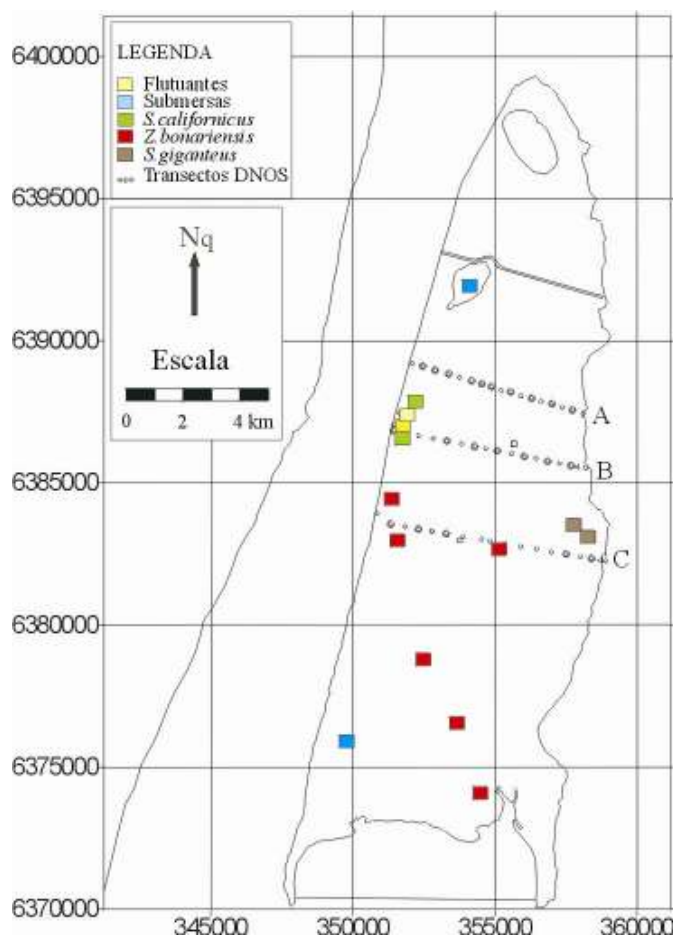 6400000
LEGENDA
Flutuantes
Submersas
S.californicus
Z.bonariensis
S.giganteus
Transectos DNOS
6395000
Nq
Escala
0 2 4 km
6390000
A
B
6385000
C
6380000
6375000
6370000
345000 350000 355000 360000